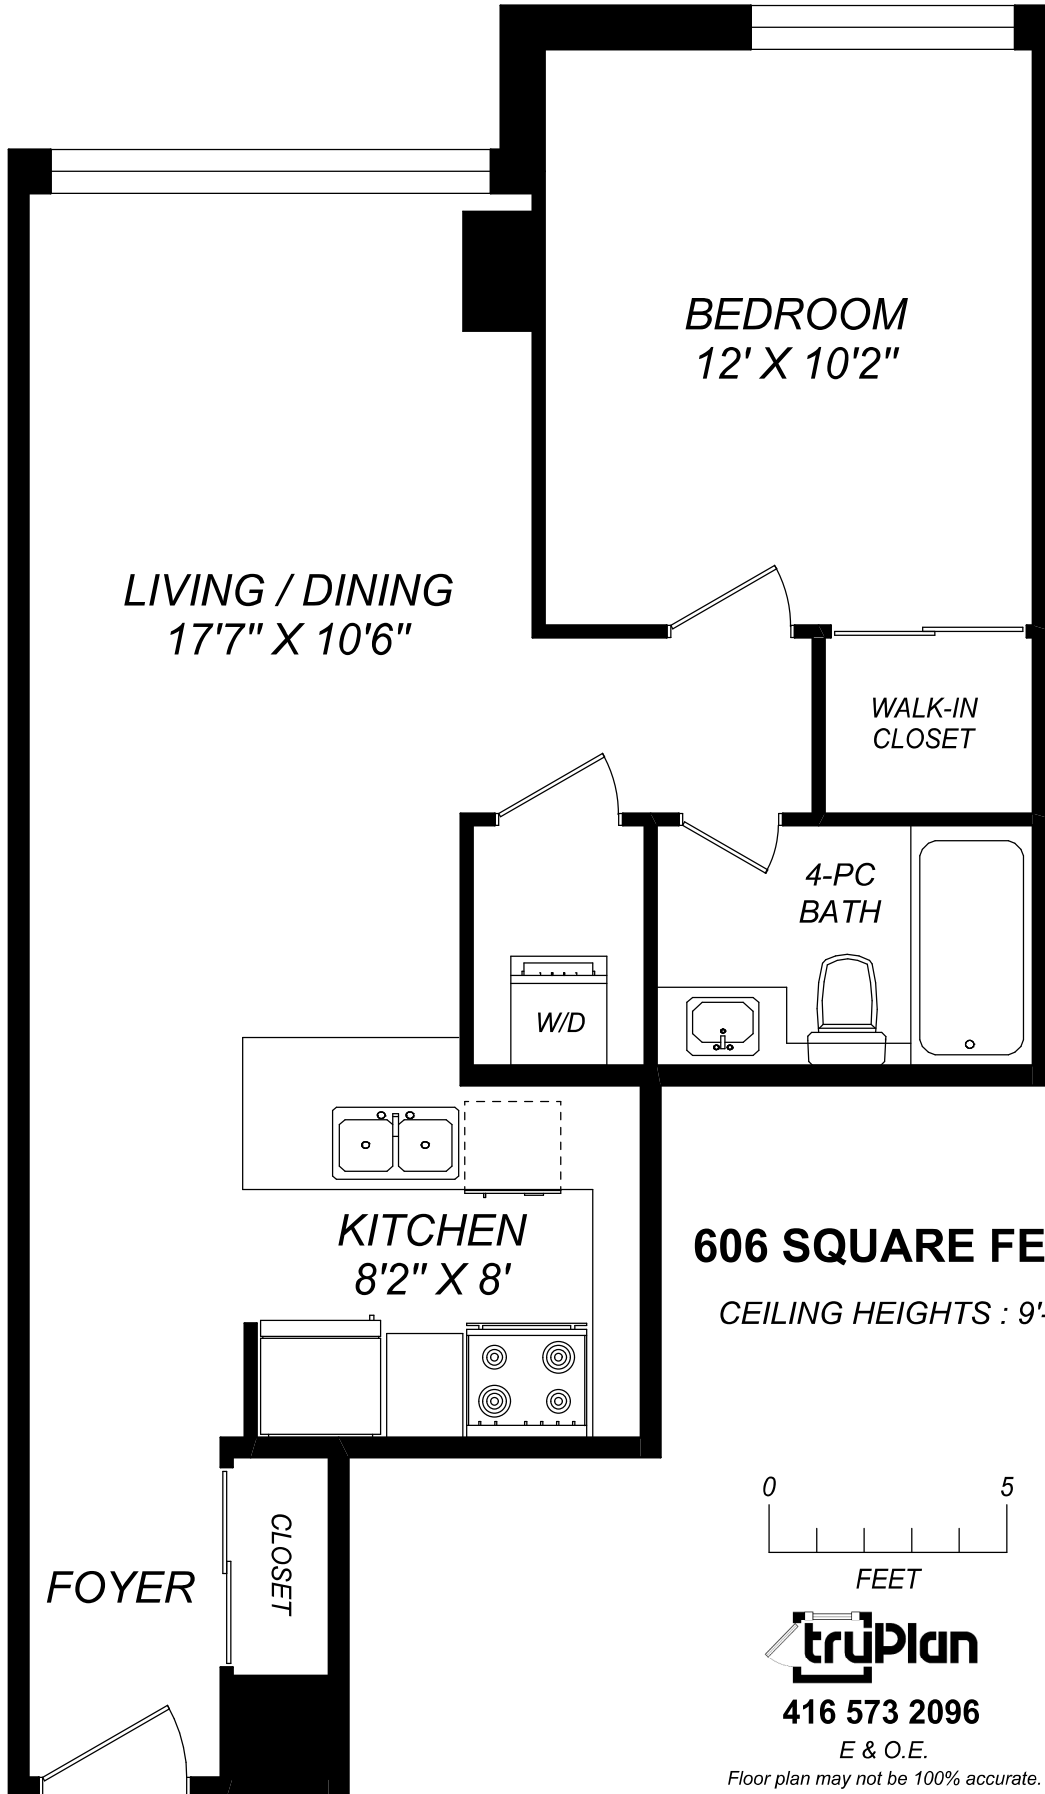 BEDROOM
12' X 10'2"
LIVING / DINING
17'7" X 10'6"
WALK-IN
CLOSET
4-PC
BATH
W/D
KITCHEN
8'2" X 8'
606 SQUARE FE
CEILING HEIGHTS : 9'-
CLOSET
FOYER
0 5
FEET
truPlan
416 573 2096
E & O.E.
Floor plan may not be 100% accurate.